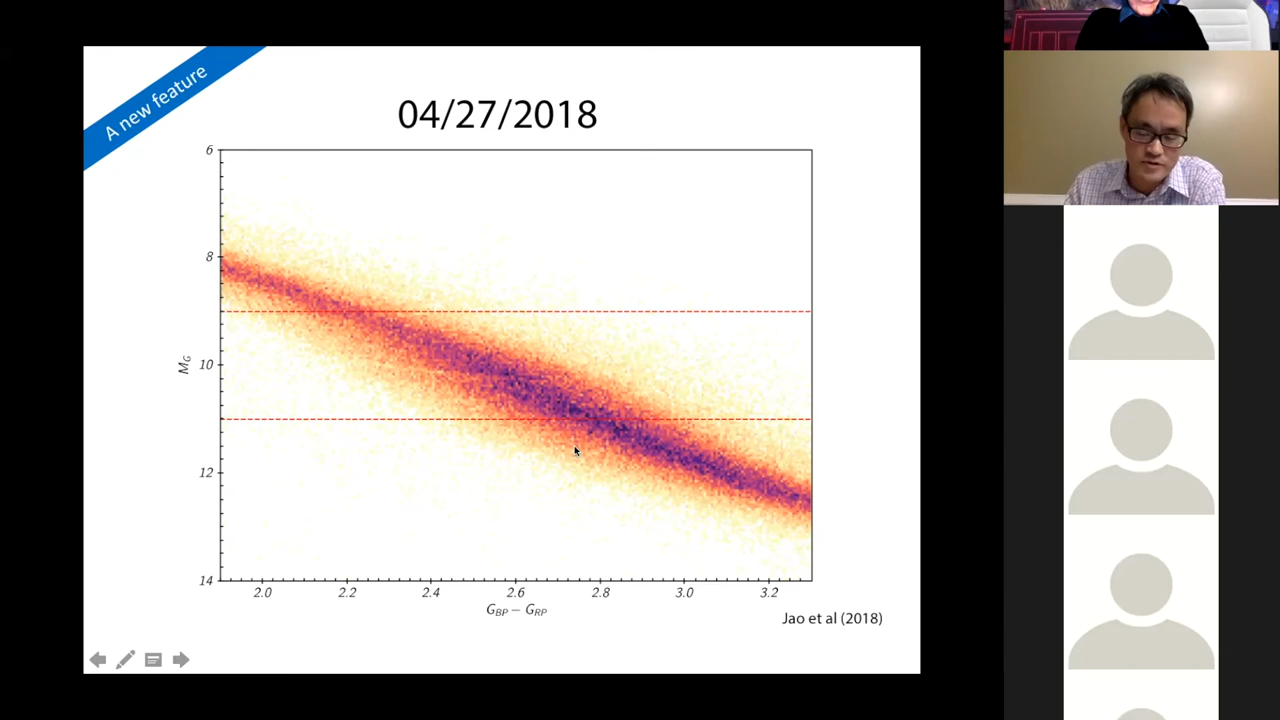 A new feature
04/27/2018
6
8
10
12
14
M_G
2.0 2.2 2.4 2.6 2.8 3.0 3.2
G_BP − G_RP
Jao et al (2018)